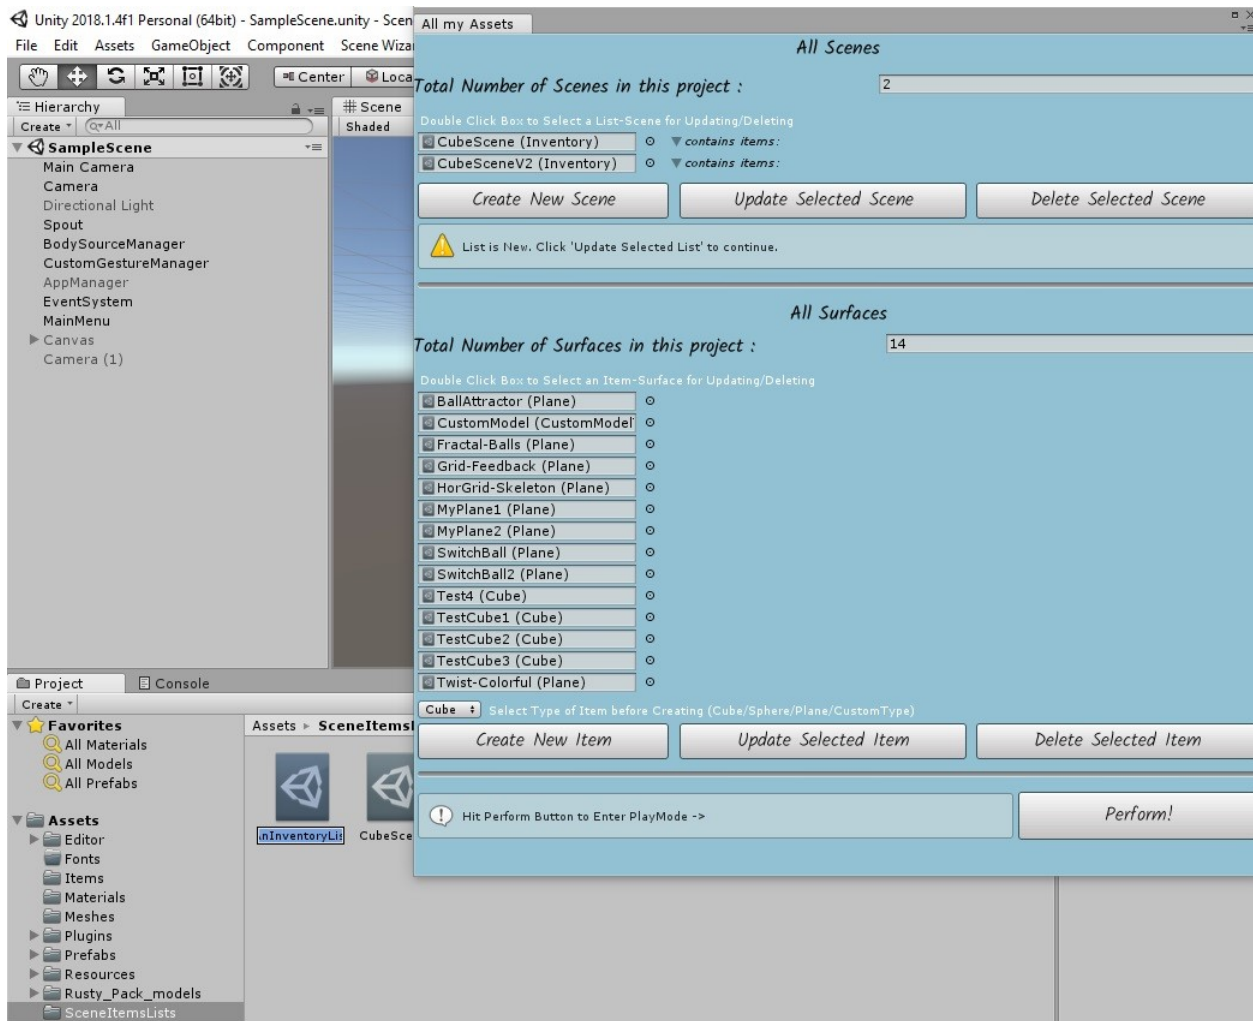 Unity 2018.1.4f1 Personal (64bit) - SampleScene.unity - Scen
File Edit Assets GameObject Component Scene Wiza
Center Loca
Hierarchy
Create All
SampleScene
Main Camera
Camera
Directional Light
Spout
BodySourceManager
CustomGestureManager
AppManager
EventSystem
MainMenu
Canvas
Camera (1)
# Scene
Shaded
All my Assets
All Scenes
Total Number of Scenes in this project : 2
Double Click Box to Select a List-Scene for Updating/Deleting
CubeScene (Inventory) contains items:
CubeSceneV2 (Inventory) contains items:
Create New Scene Update Selected Scene Delete Selected Scene
List is New. Click 'Update Selected List' to continue.
All Surfaces
Total Number of Surfaces in this project : 14
Double Click Box to Select an Item-Surface for Updating/Deleting
BallAttractor (Plane)
CustomModel (CustomModel
Fractal-Balls (Plane)
Grid-Feedback (Plane)
HorGrid-Skeleton (Plane)
MyPlane1 (Plane)
MyPlane2 (Plane)
SwitchBall (Plane)
SwitchBall2 (Plane)
Test4 (Cube)
TestCube1 (Cube)
TestCube2 (Cube)
TestCube3 (Cube)
Twist-Colorful (Plane)
Cube Select Type of Item before Creating (Cube/Sphere/Plane/CustomType)
Create New Item Update Selected Item Delete Selected Item
Hit Perform Button to Enter PlayMode -> Perform!
Project Console
Create
Favorites
All Materials
All Models
All Prefabs
Assets
Editor
Fonts
Items
Materials
Meshes
Plugins
Prefabs
Resources
Rusty_Pack_models
SceneItemsLists
Assets SceneItemsl
nInventoryLis CubeSce